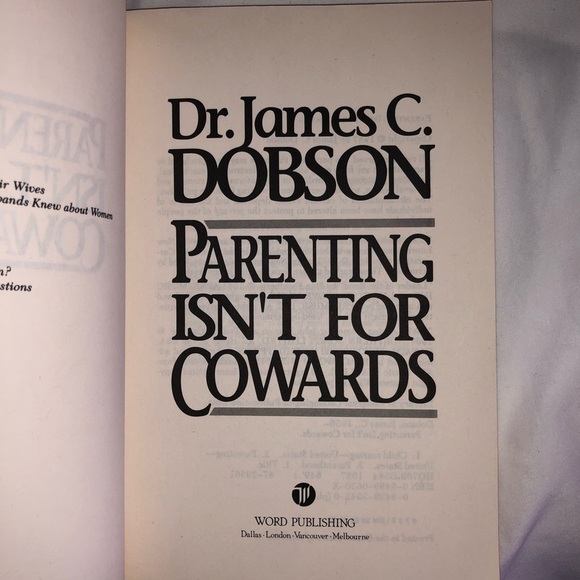 ir Wives
bands Knew about Women
n?
stions
Dr. James C.
DOBSON
PARENTING
ISN'T FOR
COWARDS
WORD PUBLISHING
Dallas · London · Vancouver · Melbourne